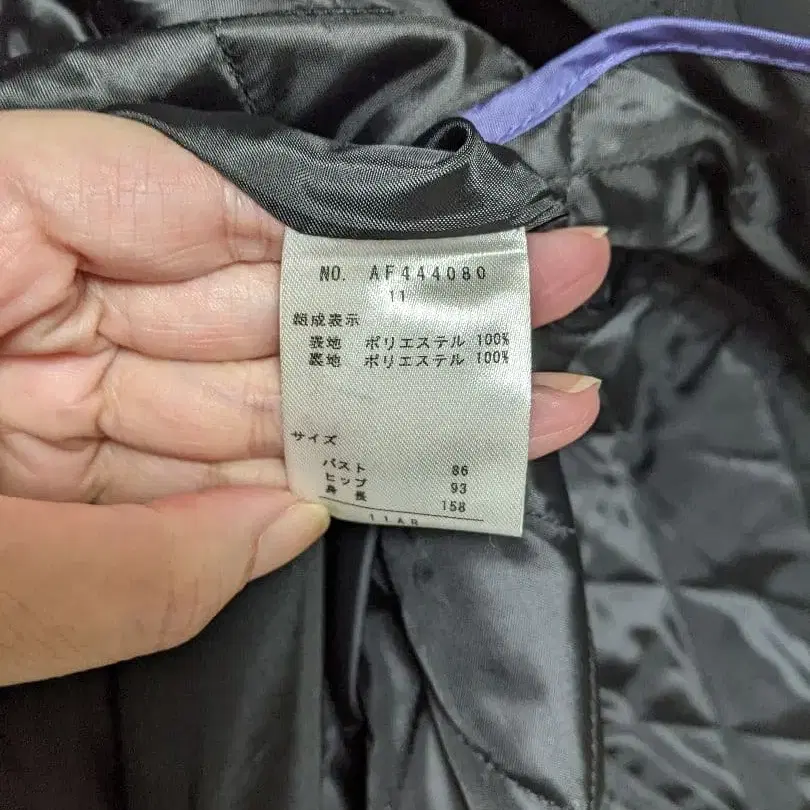 NO. AF444080
11
組成表示
表地 ポリエステル 100%
裏地 ポリエステル 100%
サイズ
バスト 86
ヒップ 93
身長 158
11AR